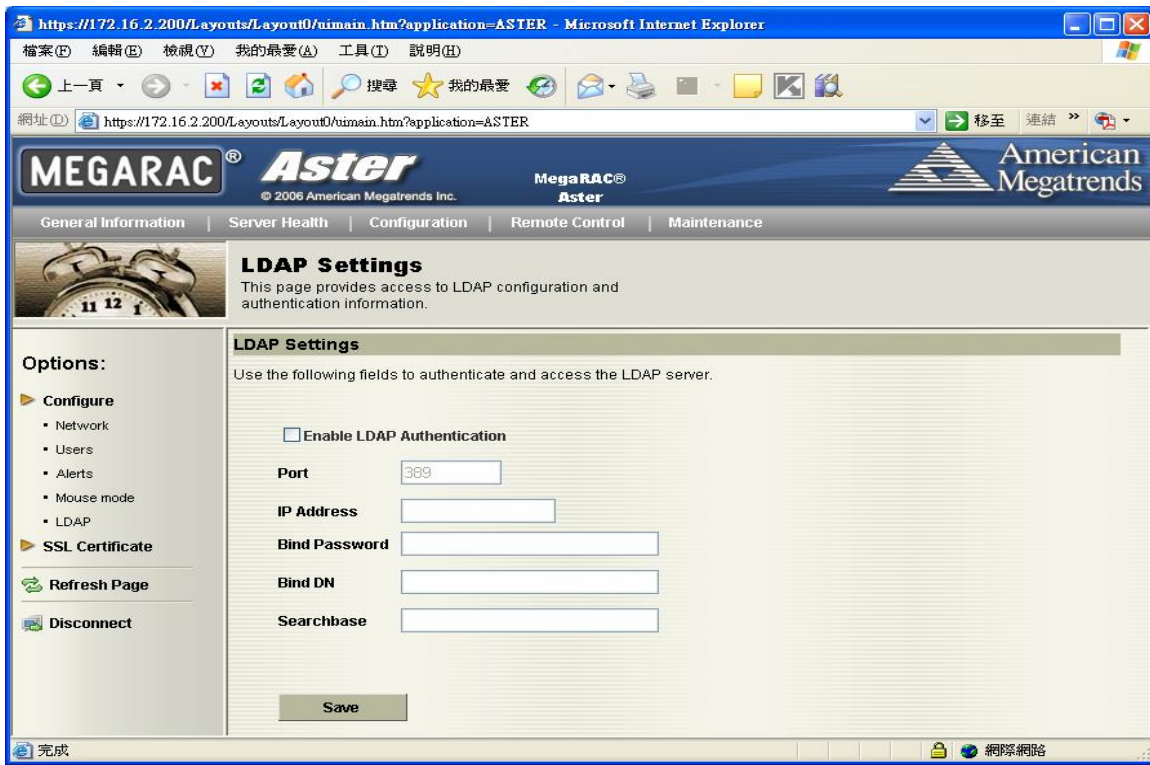 https://172.16.2.200/Layouts/Layout0/uimain.htm?application=ASTER - Microsoft Internet Explorer
檔案(F) 編輯(E) 檢視(V) 我的最愛(A) 工具(T) 說明(H)
上一頁 搜尋 我的最愛
網址(D) https://172.16.2.200/Layouts/Layout0/uimain.htm?application=ASTER 移至 連結 »
MEGARAC® Aster
© 2006 American Megatrends Inc.
MegaRAC®
Aster
American
Megatrends
General Information | Server Health | Configuration | Remote Control | Maintenance
11 12 1
LDAP Settings
This page provides access to LDAP configuration and
authentication information.
Options:
Configure
Network
Users
Alerts
Mouse mode
LDAP
SSL Certificate
Refresh Page
Disconnect
LDAP Settings
Use the following fields to authenticate and access the LDAP server.
Enable LDAP Authentication
Port 389
IP Address
Bind Password
Bind DN
Searchbase
Save
完成 網際網路